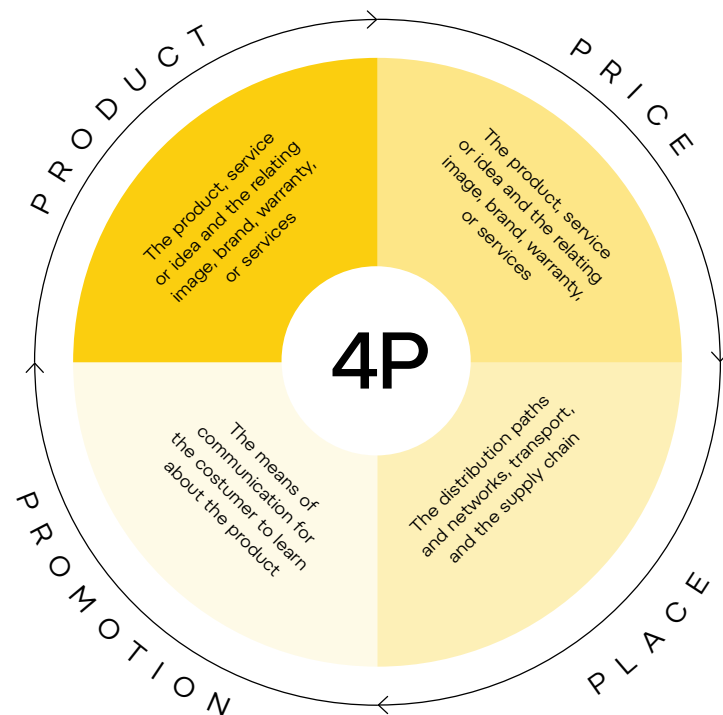 PRODUCT
The product, service
or idea and the relating
image, brand, warranty,
or services
PRICE
The product, service
or idea and the relating
image, brand, warranty,
or services
4P
PROMOTION
The means of
communication for
the costumer to learn
about the product
PLACE
The distribution paths
and networks, transport,
and the supply chain